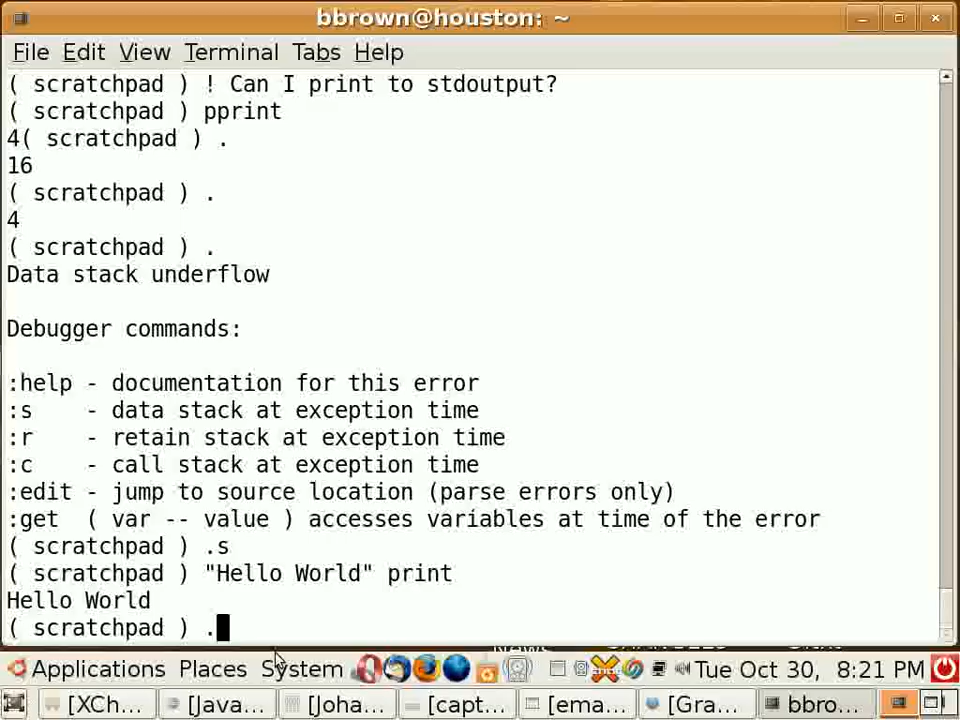 bbrown@houston: ~
File Edit View Terminal Tabs Help
( scratchpad ) ! Can I print to stdoutput?
( scratchpad ) pprint
4( scratchpad ) .
16
( scratchpad ) .
4
( scratchpad ) .
Data stack underflow
Debugger commands:
:help - documentation for this error
:s    - data stack at exception time
:r    - retain stack at exception time
:c    - call stack at exception time
:edit - jump to source location (parse errors only)
:get  ( var -- value ) accesses variables at time of the error
( scratchpad ) .s
( scratchpad ) "Hello World" print
Hello World
( scratchpad ) .
Applications Places System Tue Oct 30, 8:21 PM
[XCh... [Java... [Joha... [capt... [ema... [Gra... bbro...